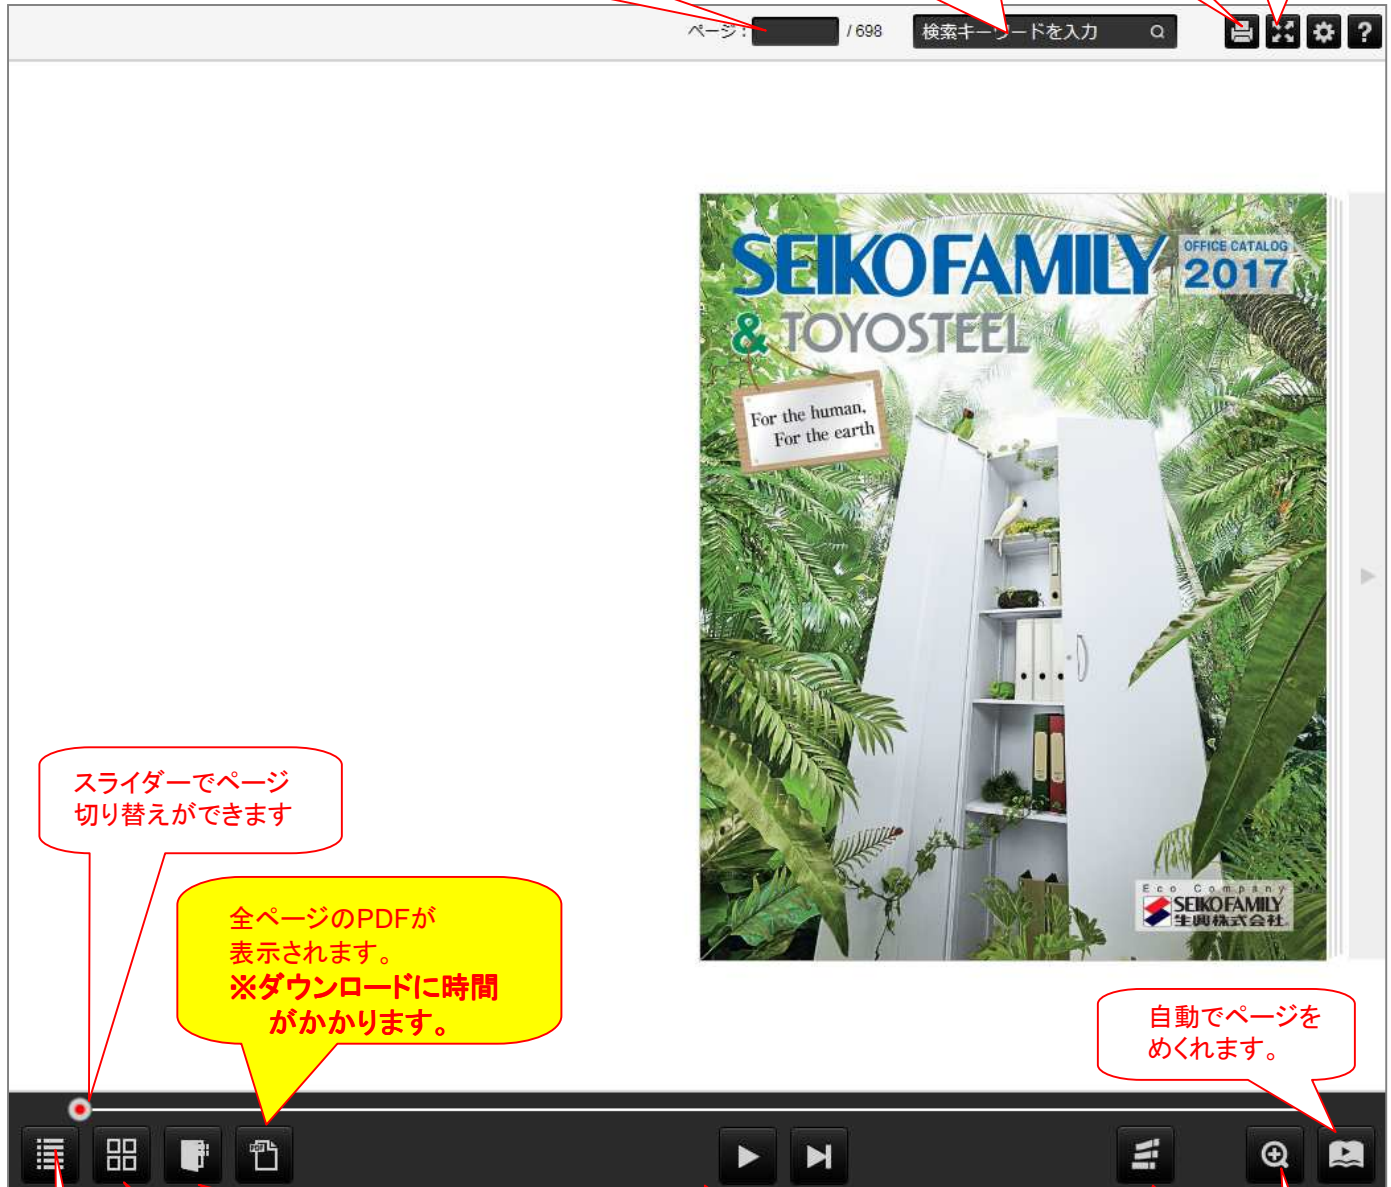 ページ : / 698 検索キーワードを入力 ?
SEIKO FAMILY OFFICE CATALOG 2017
& TOYOSTEEL
For the human,
For the earth
スライダーでページ
切り替えができます
全ページのPDFが
表示されます。
※ダウンロードに時間
がかかります。
Eco Company
SEIKO FAMILY
生興株式会社
自動でページを
めくれます。
PDF